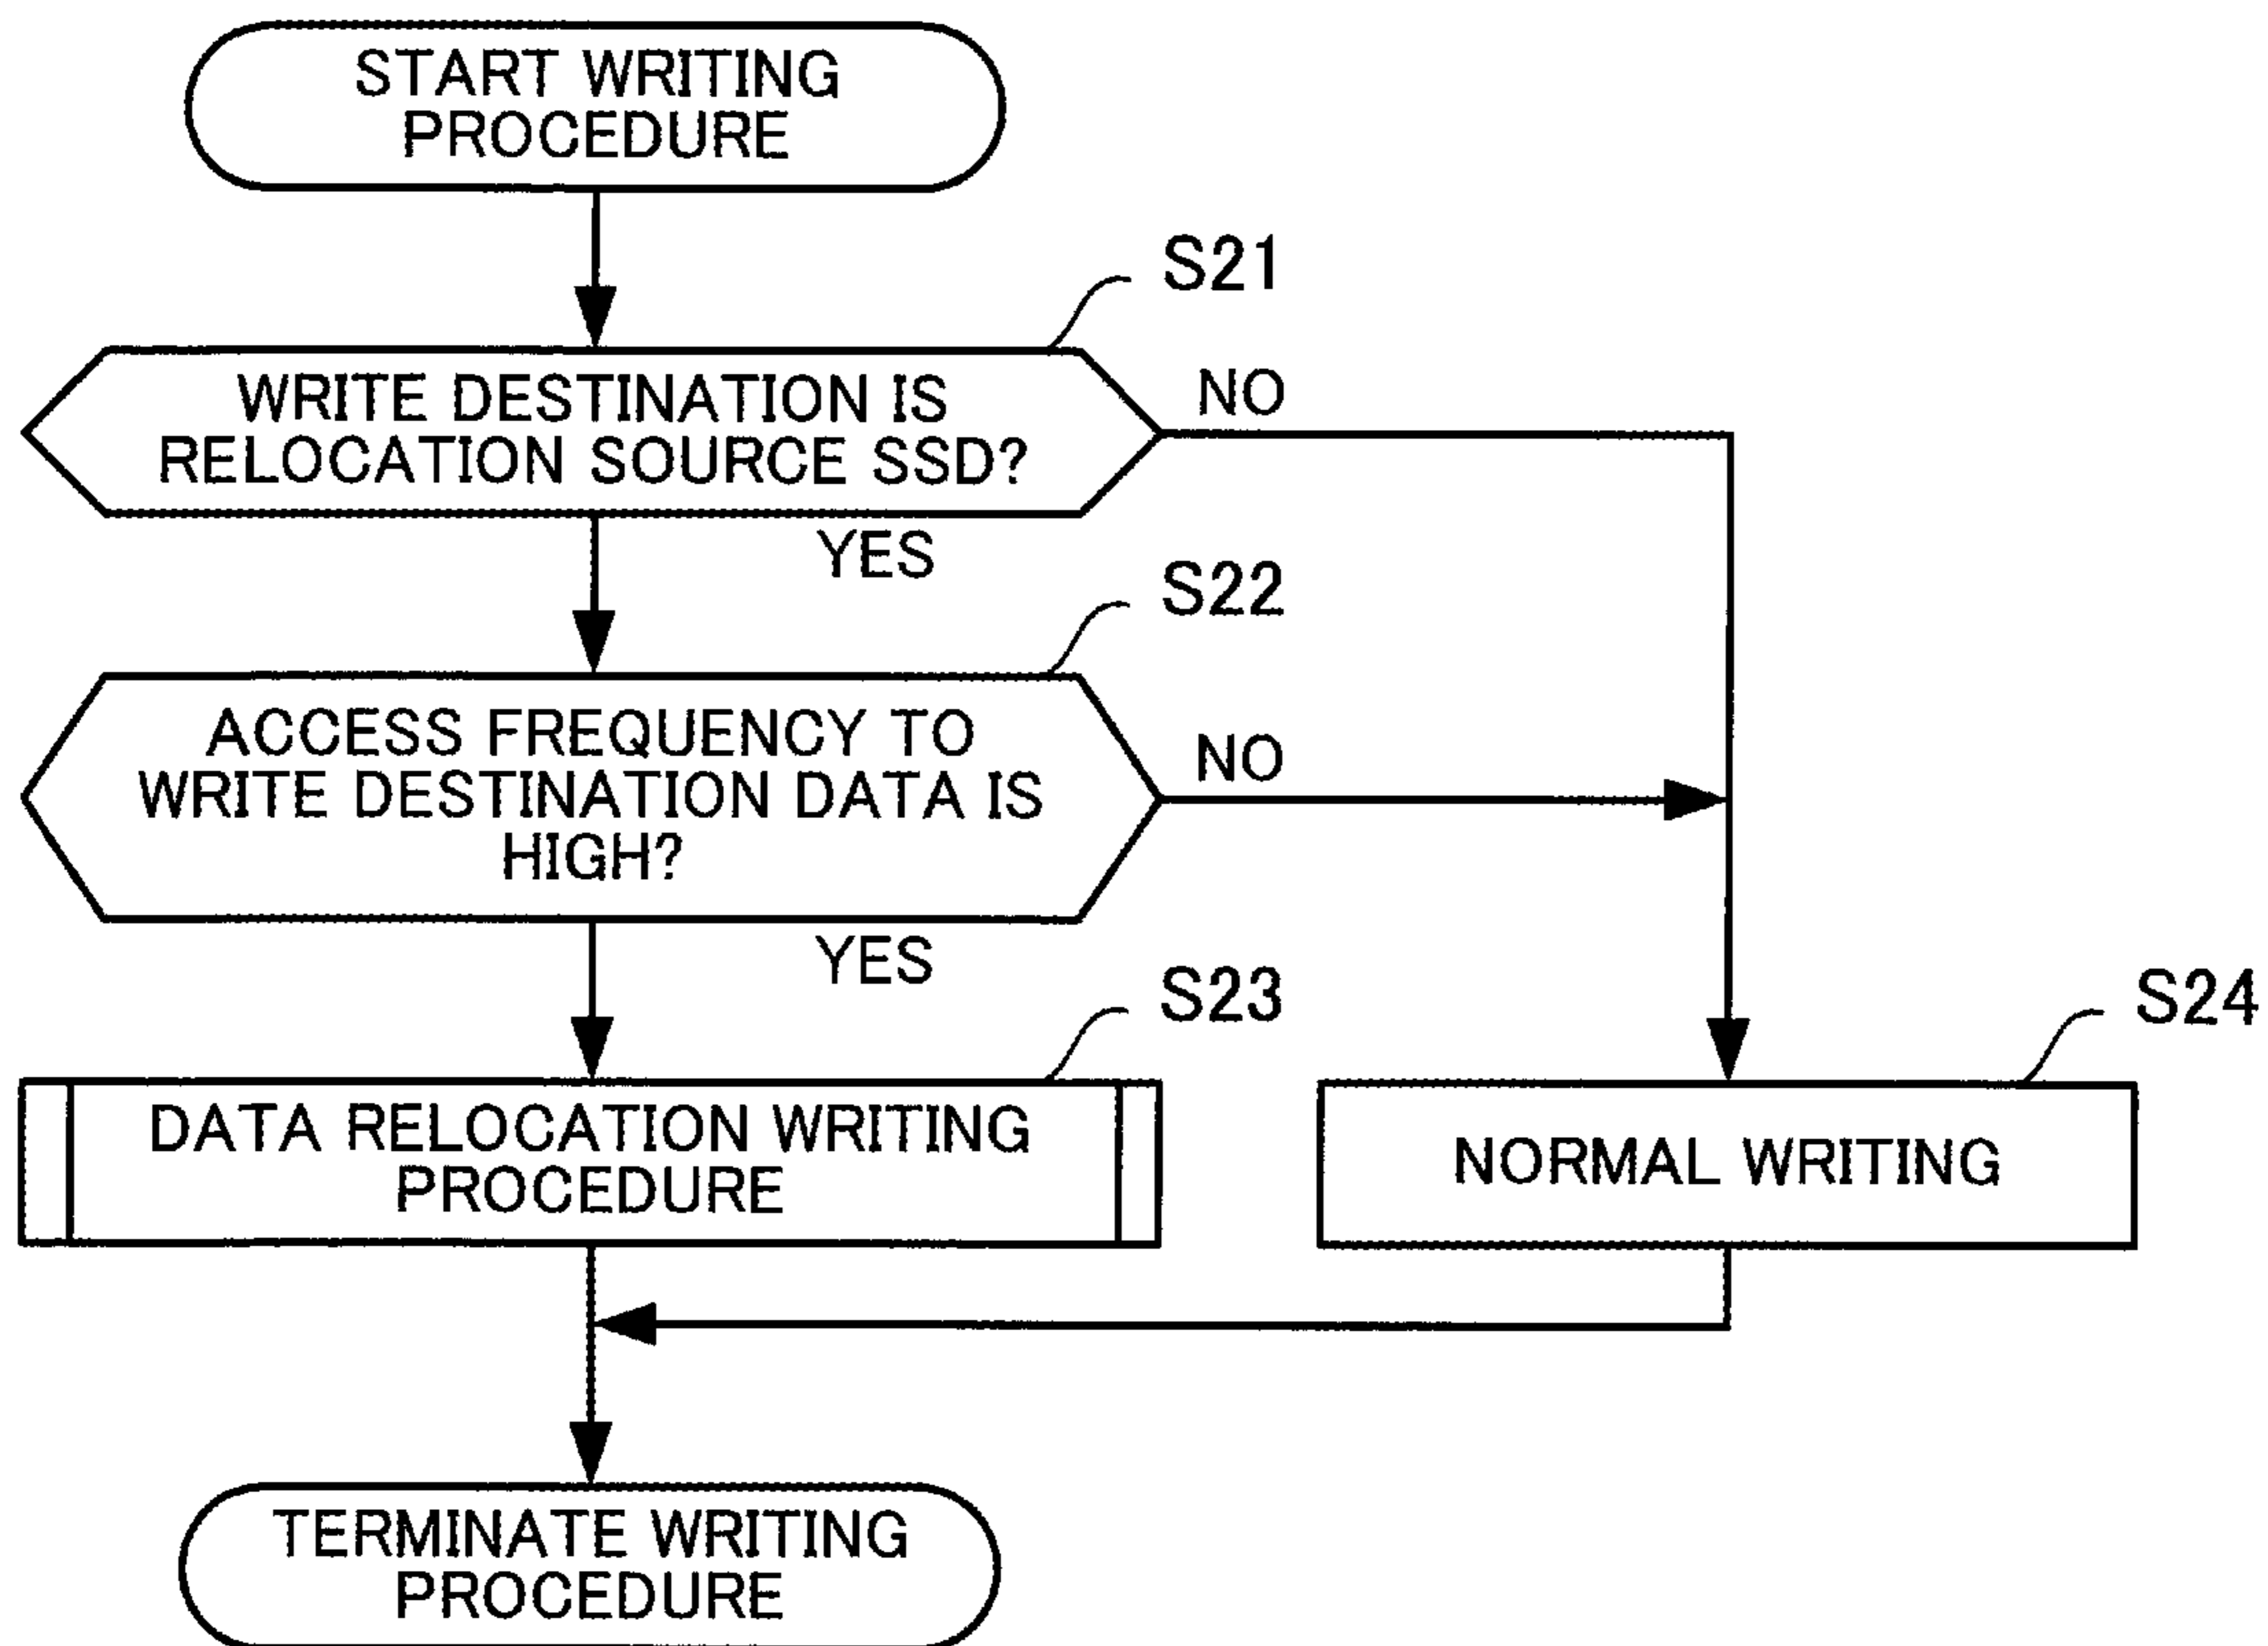 START WRITING
PROCEDURE
S21
WRITE DESTINATION IS
RELOCATION SOURCE SSD?
NO
YES
S22
ACCESS FREQUENCY TO
WRITE DESTINATION DATA IS
HIGH?
NO
YES
S23
S24
DATA RELOCATION WRITING
PROCEDURE
NORMAL WRITING
TERMINATE WRITING
PROCEDURE